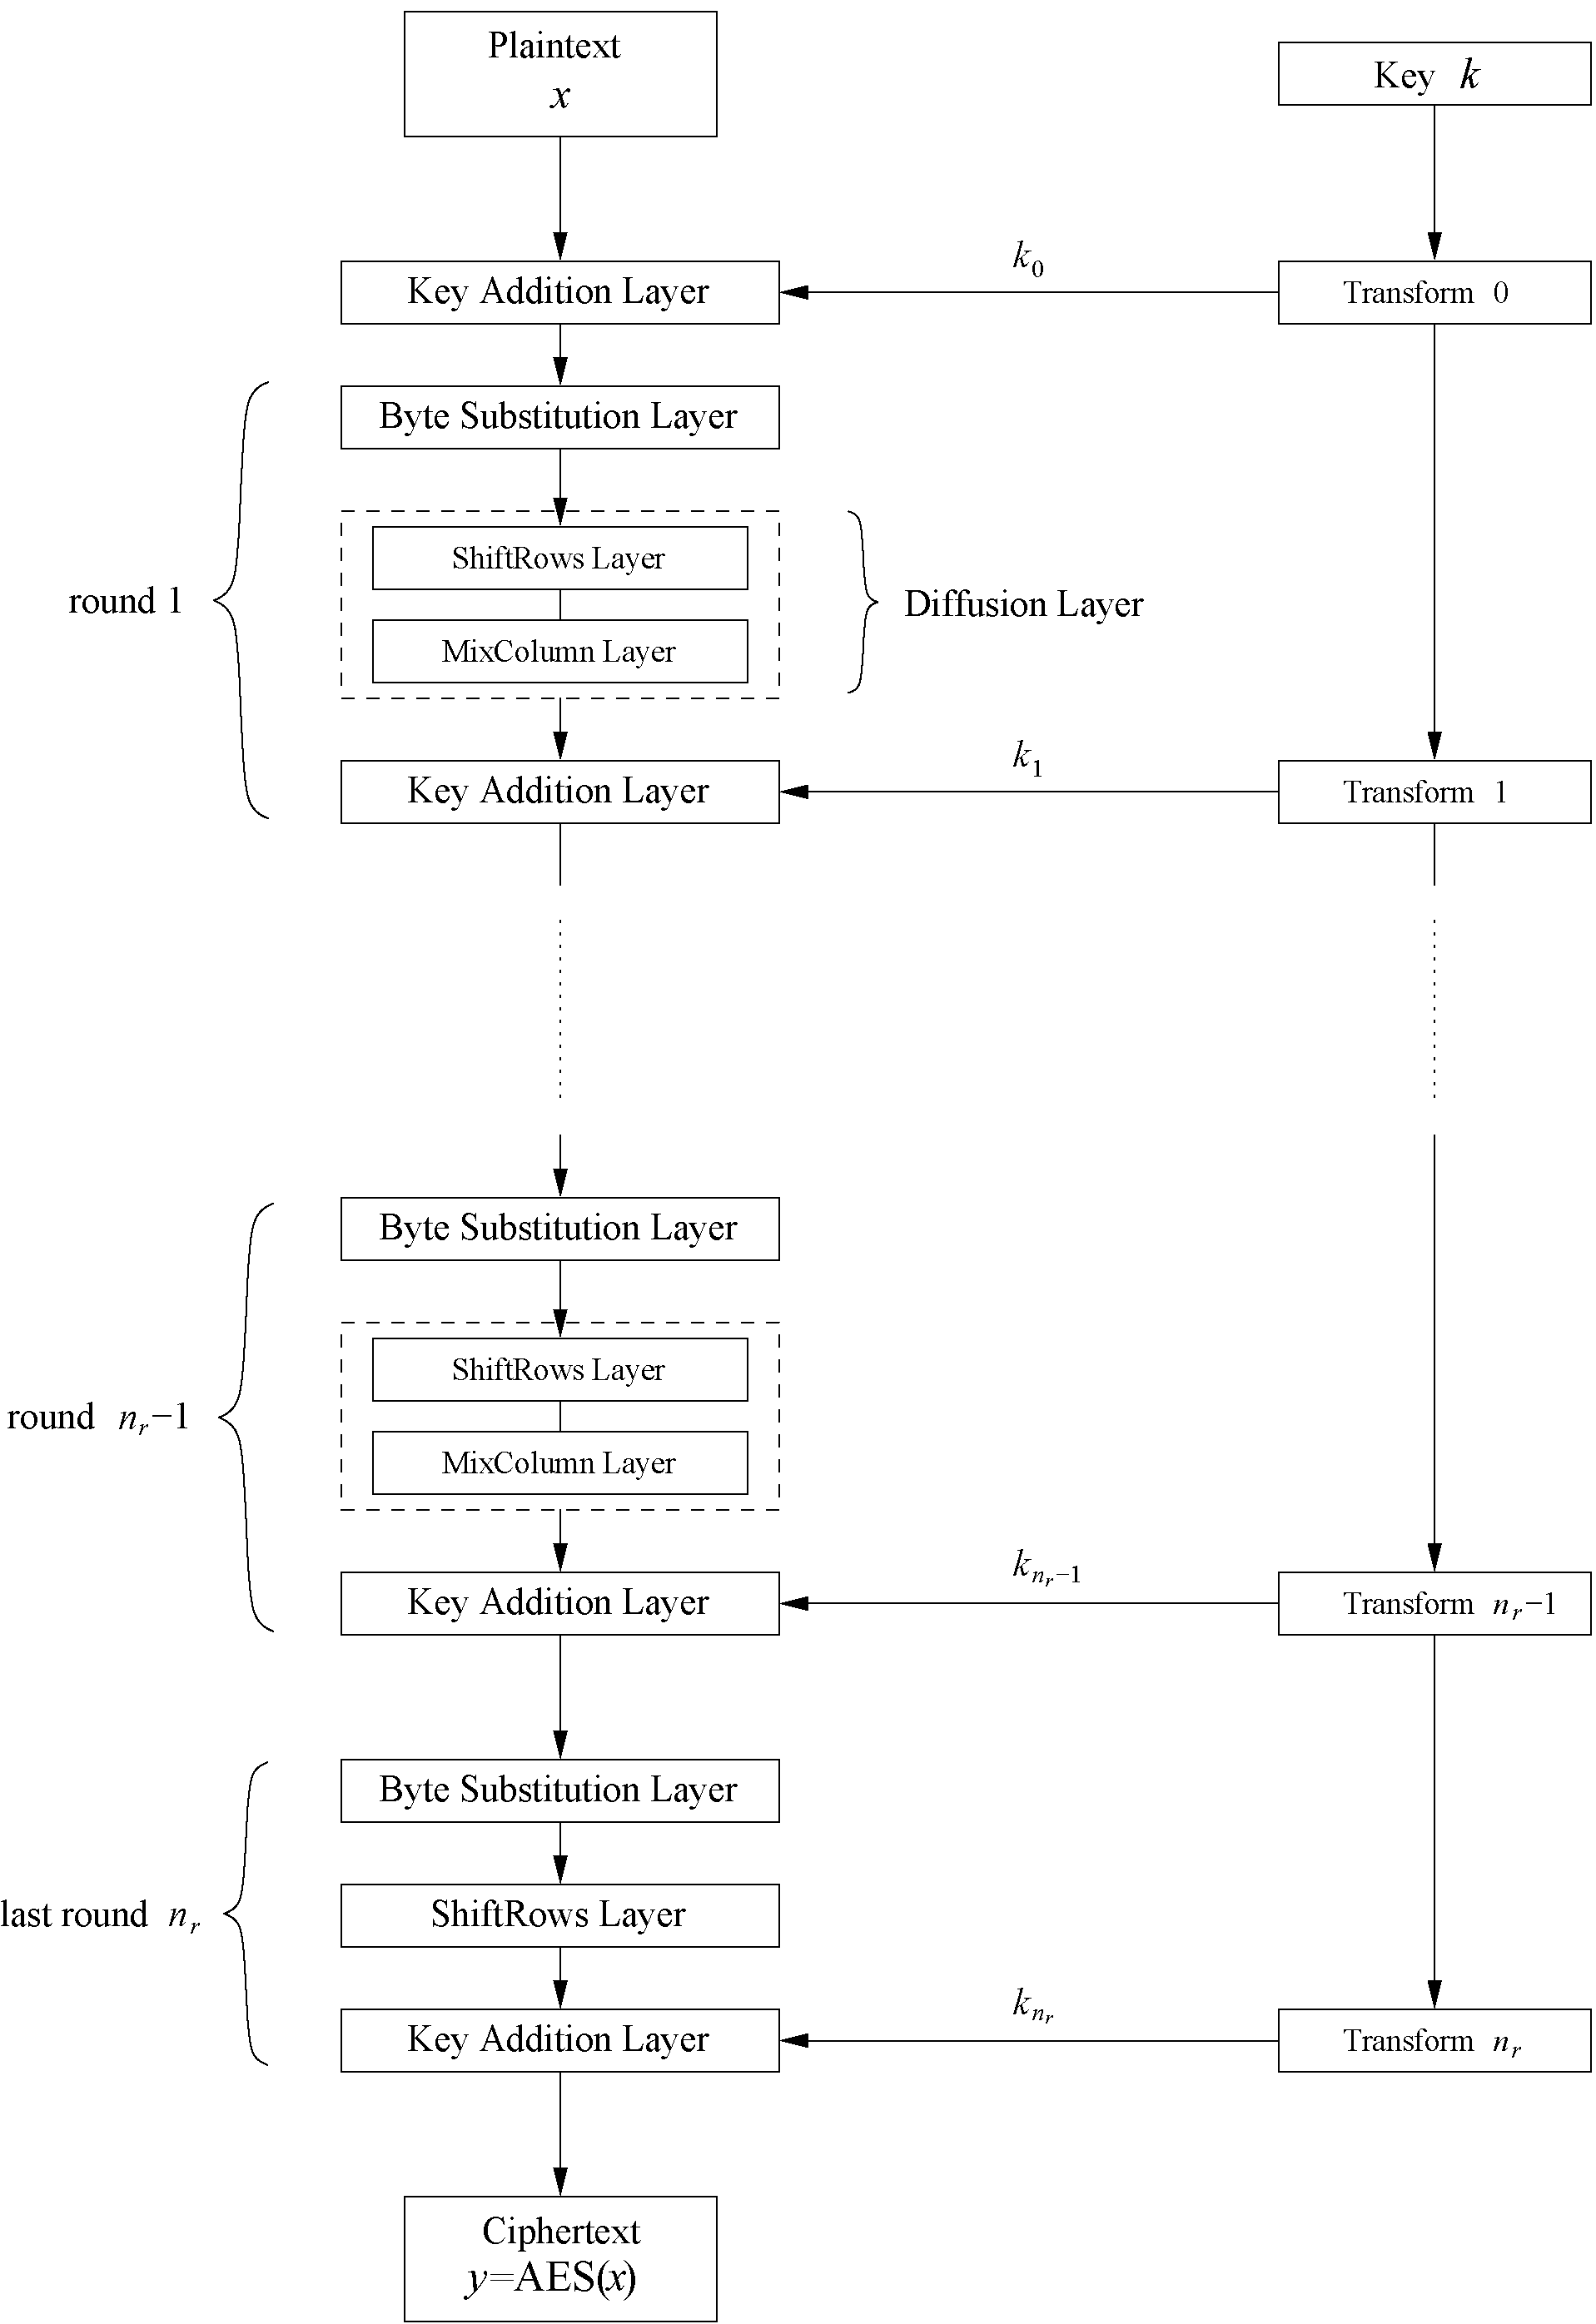 Plaintext
x
Key k
k0
Key Addition Layer
Transform 0
Byte Substitution Layer
ShiftRows Layer
round 1
Diffusion Layer
MixColumn Layer
k1
Key Addition Layer
Transform 1
Byte Substitution Layer
ShiftRows Layer
round nr−1
MixColumn Layer
knr−1
Key Addition Layer
Transform nr−1
Byte Substitution Layer
last round nr
ShiftRows Layer
knr
Key Addition Layer
Transform nr
Ciphertext
y=AES(x)